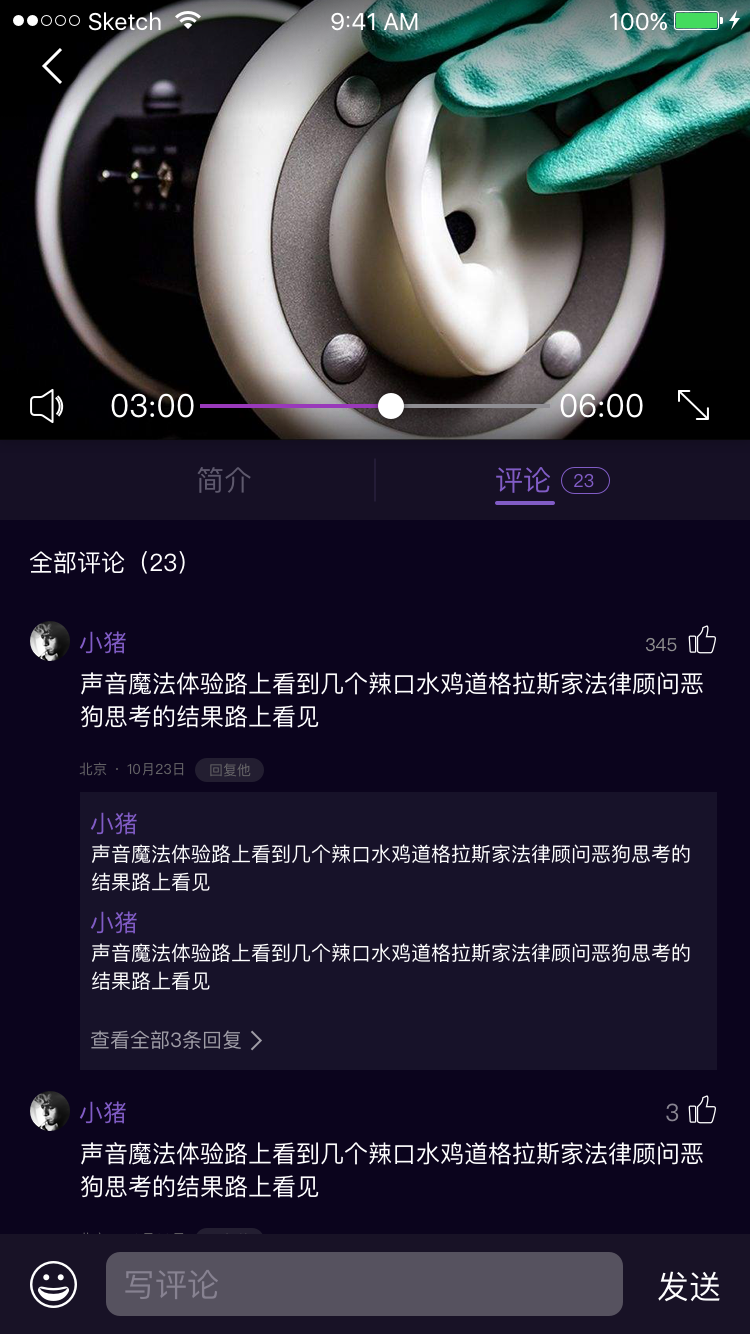 Sketch 9:41 AM 100%
03:00 06:00
简介 评论 23
全部评论（23）
小猪 345
声音魔法体验路上看到几个辣口水鸡道格拉斯家法律顾问恶
狗思考的结果路上看见
北京 · 10月23日 回复他
小猪
声音魔法体验路上看到几个辣口水鸡道格拉斯家法律顾问恶狗思考的
结果路上看见
小猪
声音魔法体验路上看到几个辣口水鸡道格拉斯家法律顾问恶狗思考的
结果路上看见
查看全部3条回复
小猪 3
声音魔法体验路上看到几个辣口水鸡道格拉斯家法律顾问恶
狗思考的结果路上看见
写评论 发送